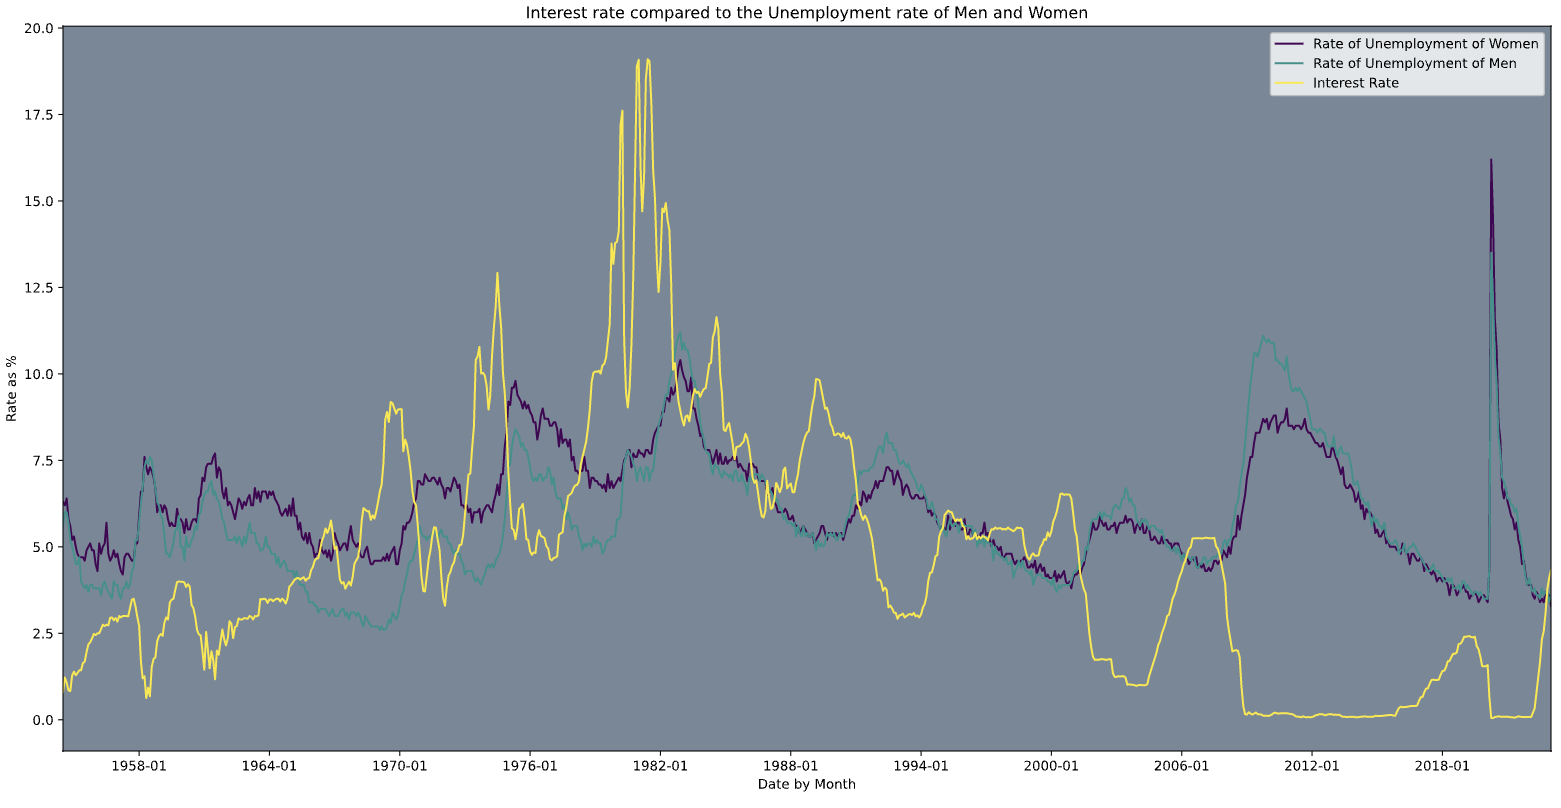 Interest rate compared to the Unemployment rate of Men and Women
Rate of Unemployment of Women
Rate of Unemployment of Men
Interest Rate
Rate as %
20.0
17.5
15.0
12.5
10.0
7.5
5.0
2.5
0.0
1958-01 1964-01 1970-01 1976-01 1982-01 1988-01 1994-01 2000-01 2006-01 2012-01 2018-01
Date by Month